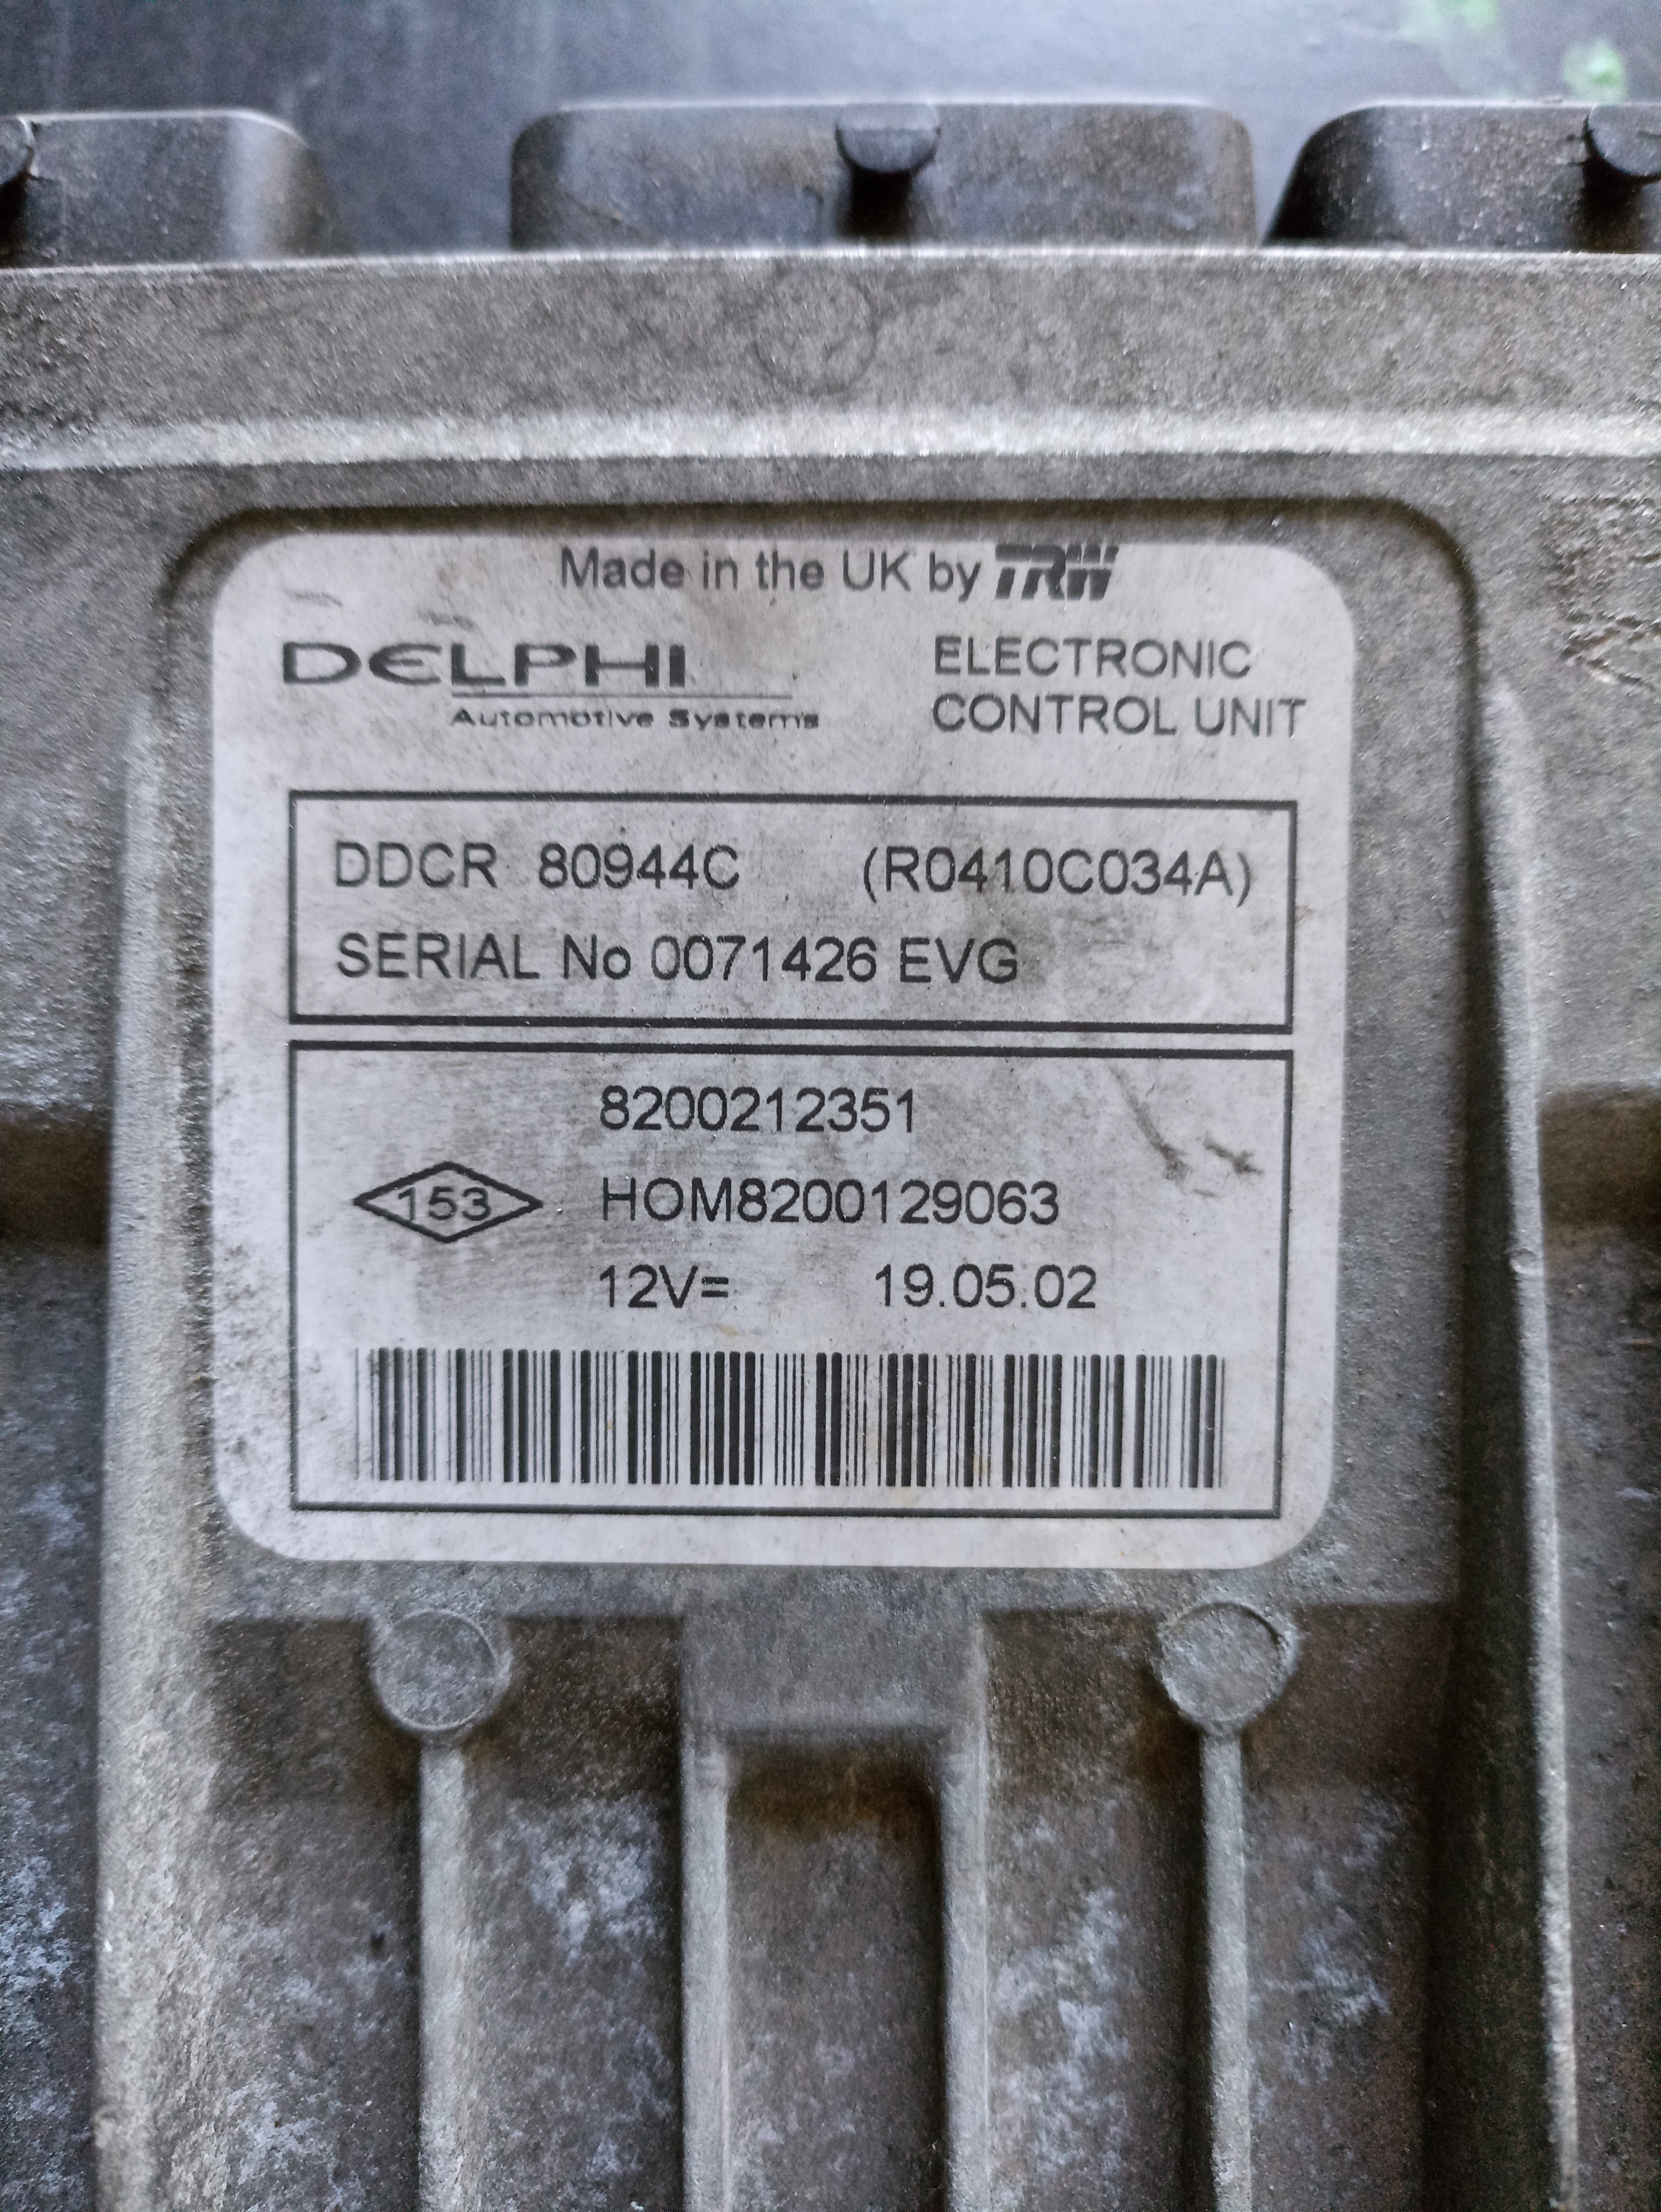 Made in the UK by TRW
DELPHI
Automotive Systems
ELECTRONIC
CONTROL UNIT
DDCR 80944C (R0410C034A)
SERIAL No 0071426 EVG
8200212351
153 HOM8200129063
12V= 19.05.02